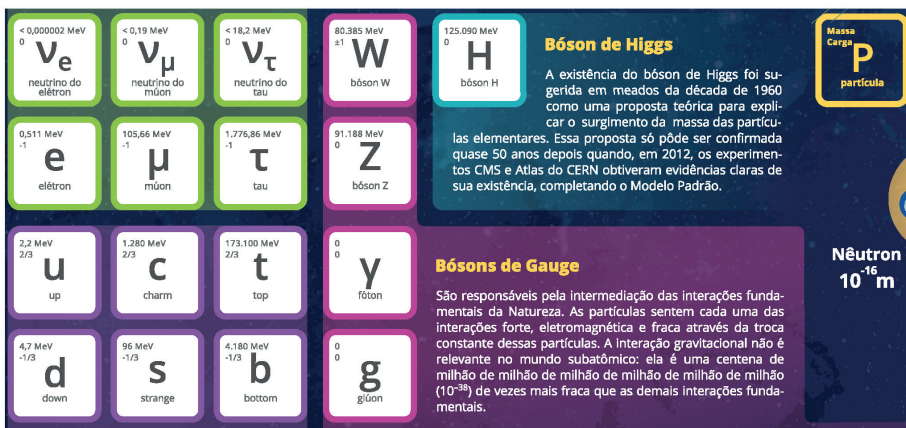 < 0,000002 MeV
0
νe
neutrino do
elétron
< 0,19 MeV
0
νμ
neutrino do
múon
< 18,2 MeV
0
ντ
neutrino do
tau
80.385 MeV
±1
W
bóson W
125.090 MeV
0
H
bóson H
Bóson de Higgs
A existência do bóson de Higgs foi su-
gerida em meados da década de 1960
como uma proposta teórica para expli-
car o surgimento da massa das partícu-
las elementares. Essa proposta só pôde ser confirmada
quase 50 anos depois quando, em 2012, os experimen-
tos CMS e Atlas do CERN obtiveram evidências claras de
sua existência, completando o Modelo Padrão.
Massa
Carga
P
partícula
0,511 MeV
-1
e
elétron
105,66 MeV
-1
μ
múon
1.776,86 MeV
-1
τ
tau
91.188 MeV
0
Z
bóson Z
2,2 MeV
2/3
u
up
1.280 MeV
2/3
c
charm
173.100 MeV
2/3
t
top
0
0
γ
fóton
Bósons de Gauge
São responsáveis pela intermediação das interações funda-
mentais da Natureza. As partículas sentem cada uma das
interações forte, eletromagnética e fraca através da troca
constante dessas partículas. A interação gravitacional não é
relevante no mundo subatômico: ela é uma centena de
milhão de milhão de milhão de milhão de milhão de milhão
(10⁻³⁸) de vezes mais fraca que as demais interações funda-
mentais.
Nêutron
10⁻¹⁶m
4,7 MeV
-1/3
d
down
96 MeV
-1/3
s
strange
4.180 MeV
-1/3
b
bottom
0
0
g
glúon